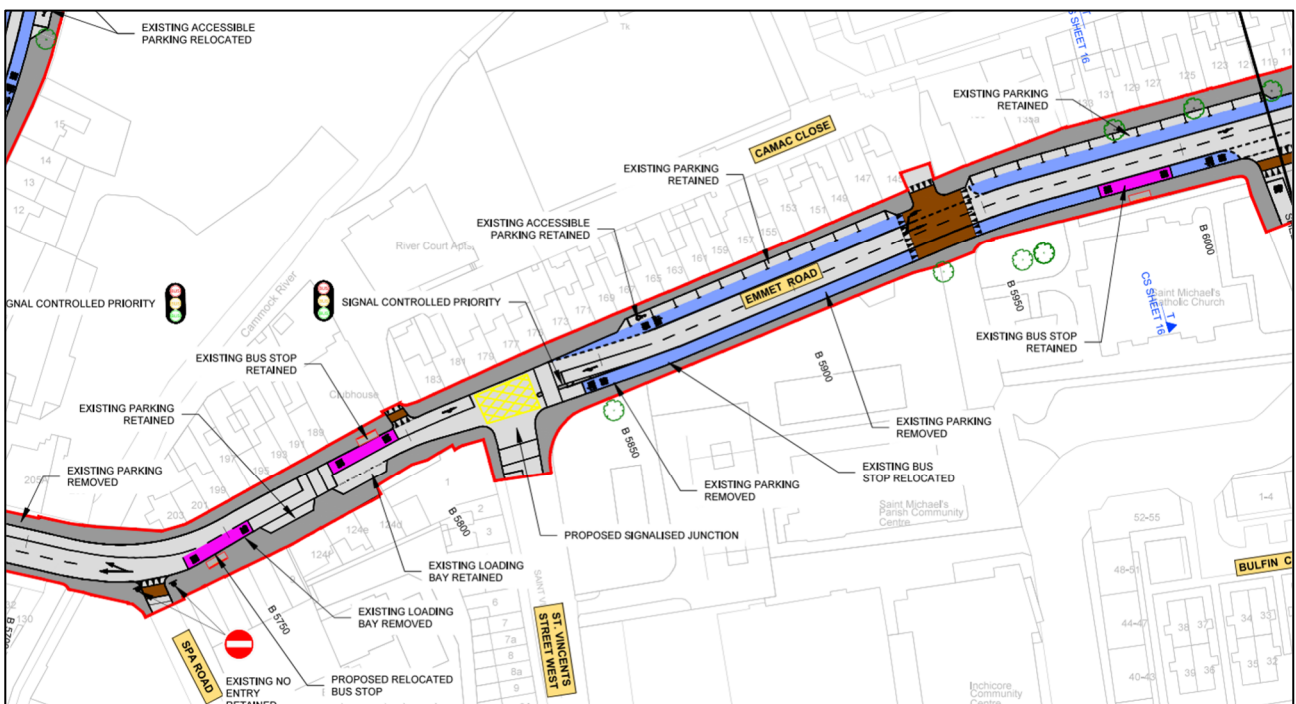 EXISTING ACCESSIBLE
PARKING RELOCATED
CS SHEET 16
EXISTING PARKING
RETAINED
CAMAC CLOSE
EXISTING PARKING
RETAINED
EXISTING ACCESSIBLE
PARKING RETAINED
River Court Apts
Cammock River
EMMET ROAD
SIGNAL CONTROLLED PRIORITY
SIGNAL CONTROLLED PRIORITY
EXISTING BUS STOP
RETAINED
Clubhouse
EXISTING PARKING
RETAINED
EXISTING PARKING
REMOVED
B 6000
B 5950
CS SHEET 16
Saint Michael's
Catholic Church
EXISTING BUS STOP
RETAINED
B 5900
B 5850
EXISTING PARKING
REMOVED
EXISTING BUS
STOP RELOCATED
EXISTING PARKING
REMOVED
Saint Michael's
Parish Community
Centre
PROPOSED SIGNALISED JUNCTION
B 5800
EXISTING LOADING
BAY RETAINED
EXISTING LOADING
BAY REMOVED
B 5750
PROPOSED RELOCATED
BUS STOP
EXISTING NO
ENTRY
RETAINED
SPA ROAD
ST. VINCENTS
STREET WEST
BULFIN C
Inchicore
Community
Centre
Tk
15
14
13
12
131
129
127
125
123
119
135a
147
149
151
153
155
157
159
161
163
165
167
169
171
173
177
179
181
183
189
191
193
195
197
199
201
203
205A
124e
124d
124f
130
1
2
3
6
7
7a
8
8a
9
1-4
52-55
48-51
44-47
40-43
38
37
39
36
34
33
35
32